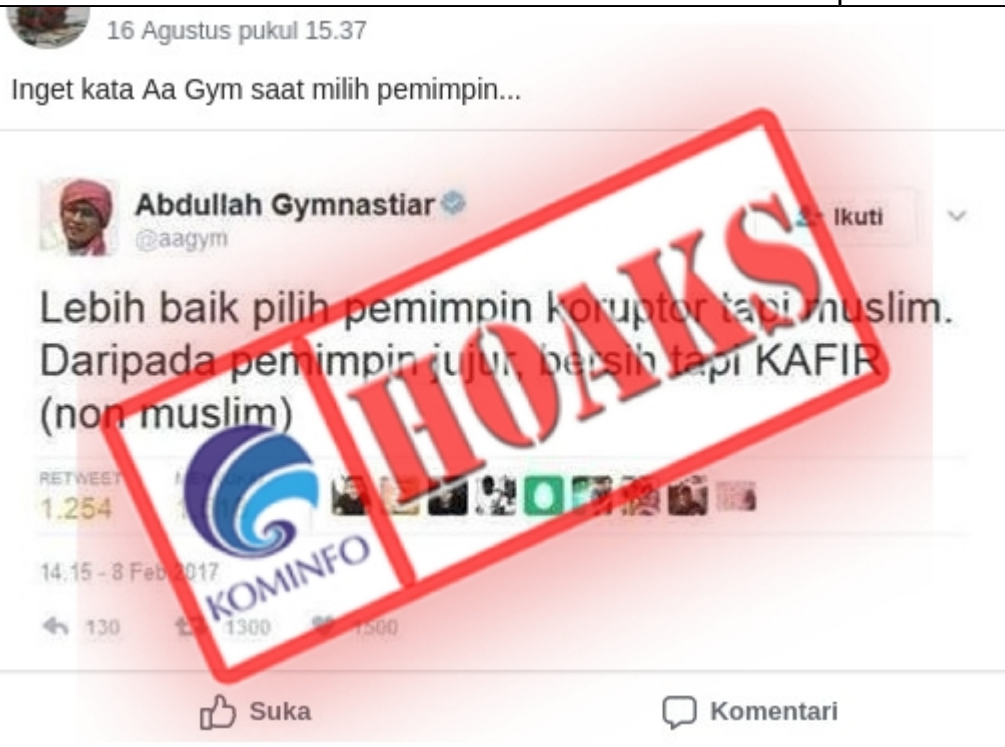 16 Agustus pukul 15.37
Inget kata Aa Gym saat milih pemimpin...
Abdullah Gymnastiar
@aagym
Ikuti
Lebih baik pilih pemimpin koruptor tapi muslim.
Daripada pemimpin jujur, bersih tapi KAFIR
(non muslim)
HOAKS
KOMINFO
RETWEET
1.254
14.15 - 8 Feb 2017
130 1300 1500
Suka Komentari